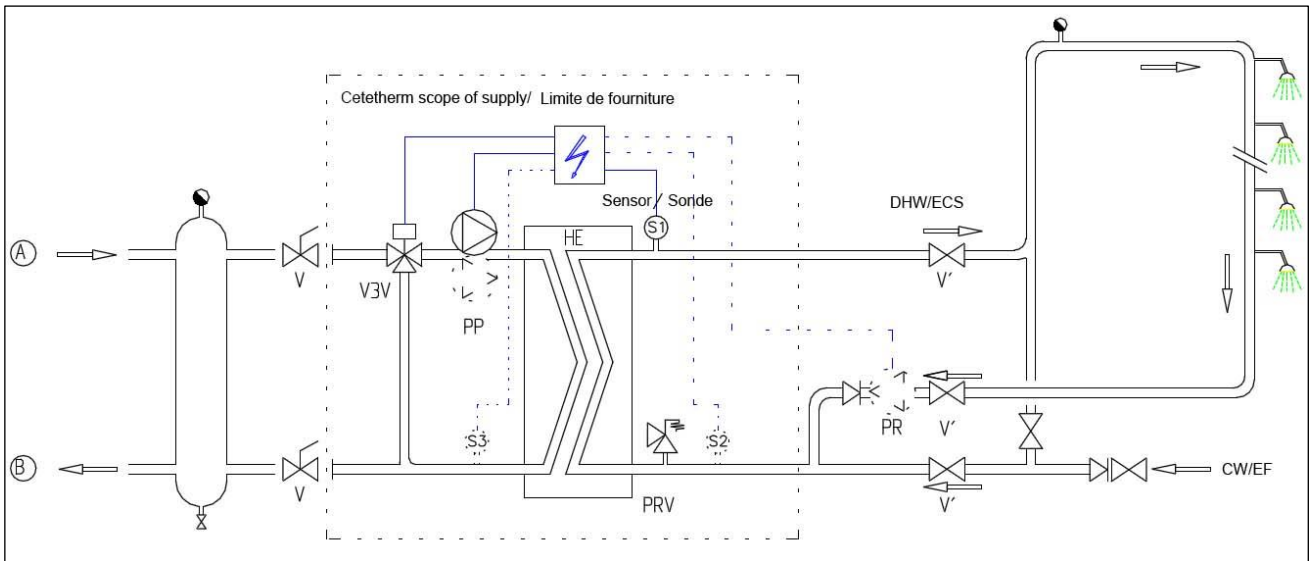 Cetetherm scope of supply/ Limite de fourniture
Sensor / Sonde
DHW/ECS
S1
HE
A
V
V3V
V'
PP
PR
V'
S3
S2
B
V
PRV
V'
CW/EF